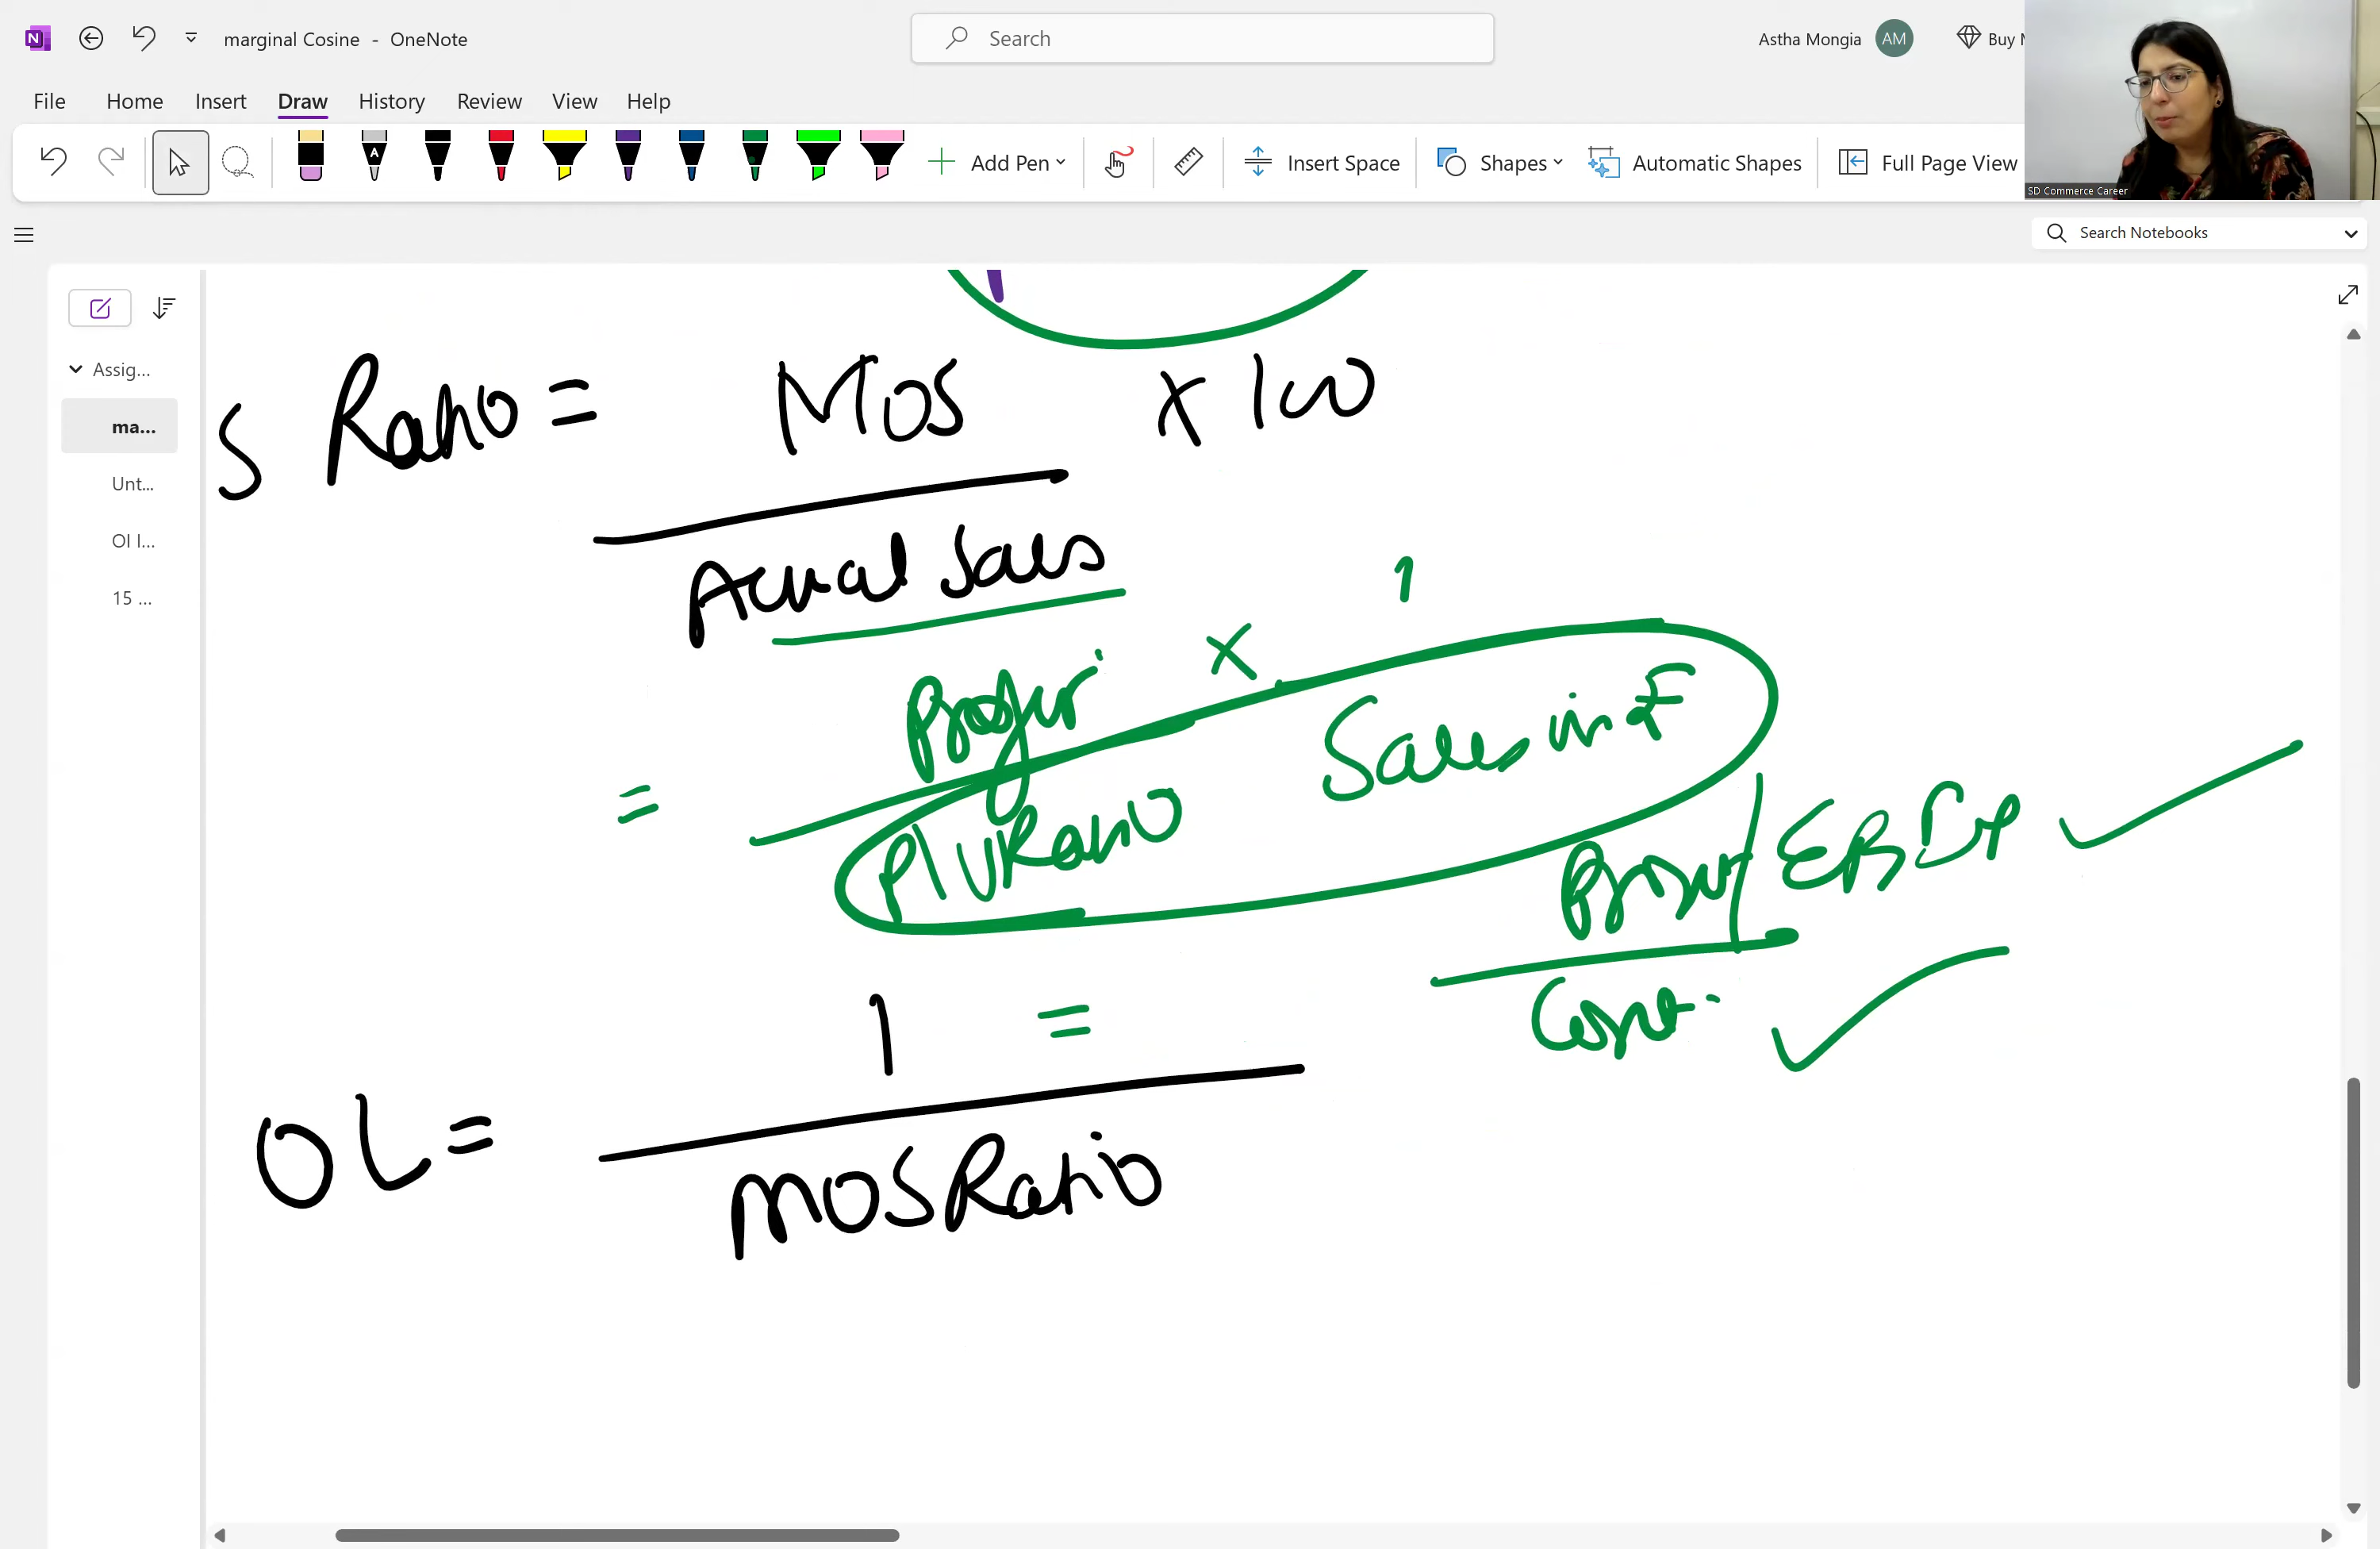 marginal Cosine - OneNote
Search
Astha Mongia AM
Buy
File Home Insert Draw History Review View Help
Add Pen
Insert Space
Shapes
Automatic Shapes
Full Page View
SD Commerce Career
Search Notebooks
Assig...
ma...
Unt...
OI I...
15 ...
S Ratio = MOS x 100
Actual Sales
1
= Profit x
P/V Ratio Sales in ₹
Profit
Cont.
OL = 1 =
MOS Ratio